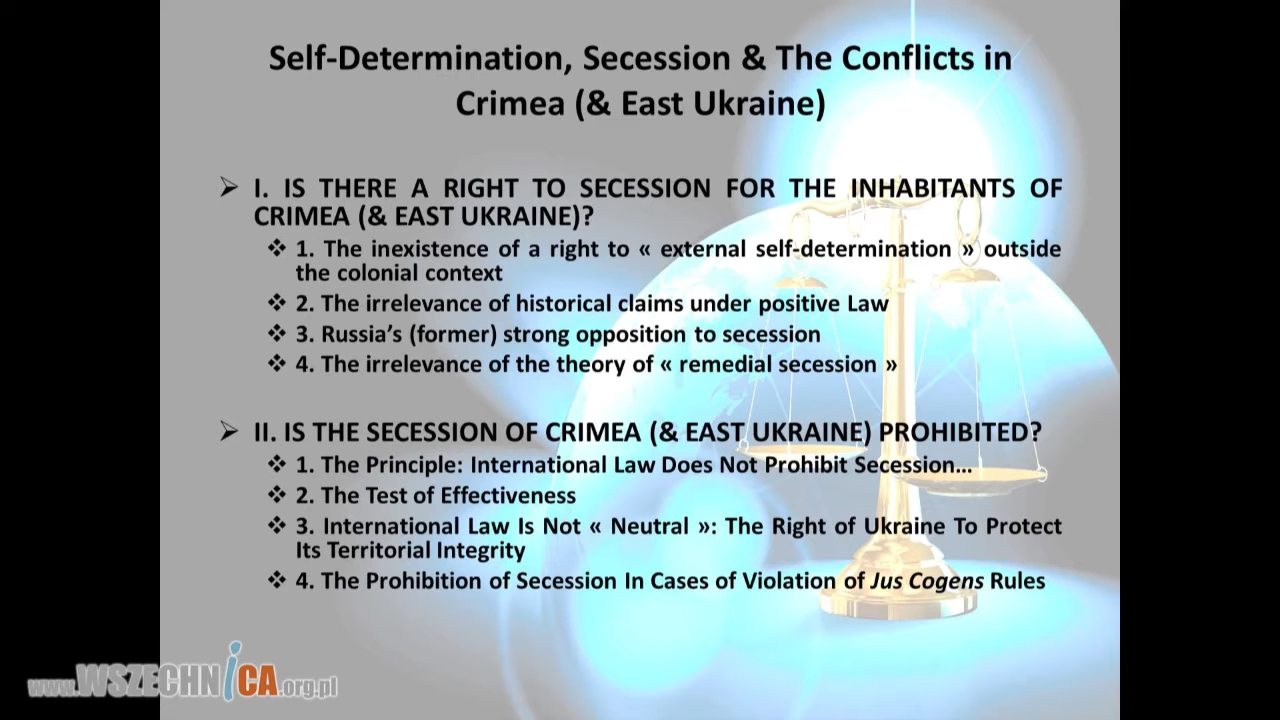 Self-Determination, Secession & The Conflicts in
Crimea (& East Ukraine)
I. IS THERE A RIGHT TO SECESSION FOR THE INHABITANTS OF
CRIMEA (& EAST UKRAINE)?
1. The inexistence of a right to « external self-determination » outside
the colonial context
2. The irrelevance of historical claims under positive Law
3. Russia’s (former) strong opposition to secession
4. The irrelevance of the theory of « remedial secession »
II. IS THE SECESSION OF CRIMEA (& EAST UKRAINE) PROHIBITED?
1. The Principle: International Law Does Not Prohibit Secession…
2. The Test of Effectiveness
3. International Law Is Not « Neutral »: The Right of Ukraine To Protect
Its Territorial Integrity
4. The Prohibition of Secession In Cases of Violation of Jus Cogens Rules
www.WSZECHNiCA.org.pl